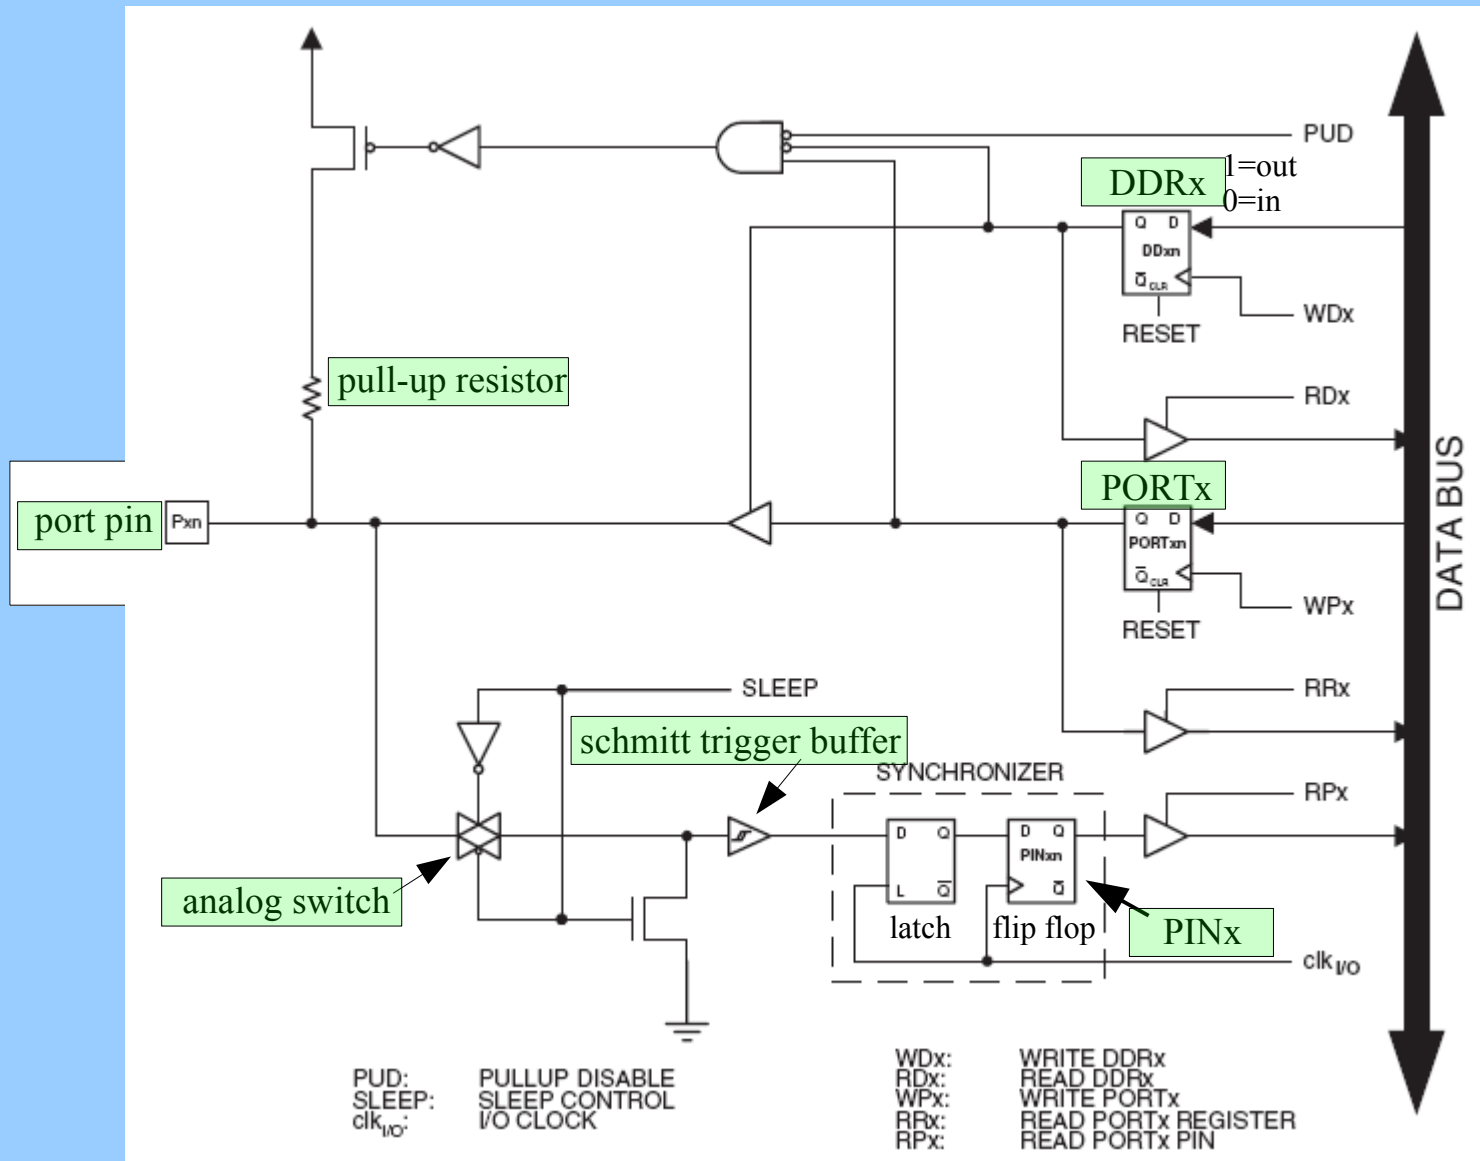 PUD
DDRx
1=out
0=in
Q D
DDxn
Q CLR
WDx
RESET
pull-up resistor
RDx
DATA BUS
PORTx
port pin
Pxn
Q D
PORTxn
Q CLR
WPx
RESET
SLEEP
RRx
schmitt trigger buffer
SYNCHRONIZER
RPx
D Q
D Q
PINxn
L Q
Q
analog switch
latch
flip flop
PINx
clk I/O
PUD: PULLUP DISABLE
SLEEP: SLEEP CONTROL
clk I/O: I/O CLOCK
WDx: WRITE DDRx
RDx: READ DDRx
WPx: WRITE PORTx
RRx: READ PORTx REGISTER
RPx: READ PORTx PIN